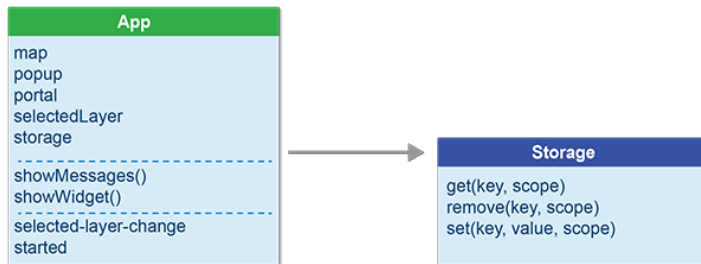 App
map
popup
portal
selectedLayer
storage
showMessages()
showWidget()
selected-layer-change
started
Storage
get(key, scope)
remove(key, scope)
set(key, value, scope)